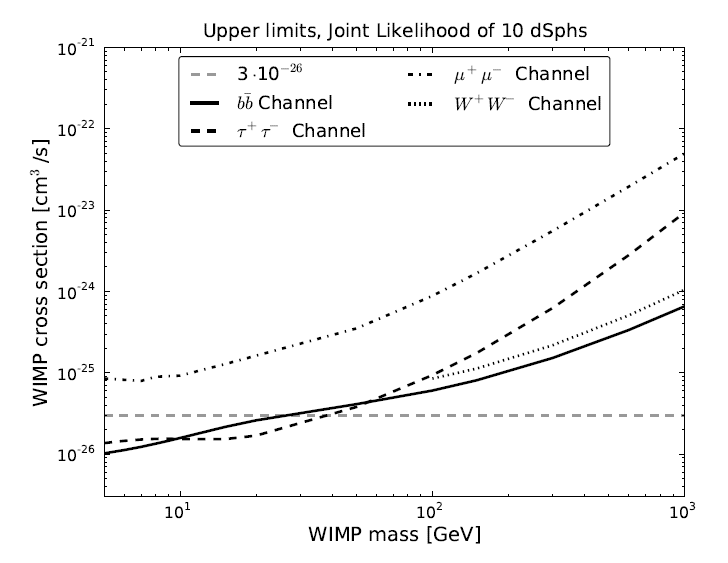 Upper limits, Joint Likelihood of 10 dSphs
3·10⁻²⁶
bb̄ Channel
τ⁺τ⁻ Channel
μ⁺μ⁻ Channel
W⁺W⁻ Channel
WIMP cross section [cm³ /s]
10⁻²¹
10⁻²²
10⁻²³
10⁻²⁴
10⁻²⁵
10⁻²⁶
10¹
10²
10³
WIMP mass [GeV]